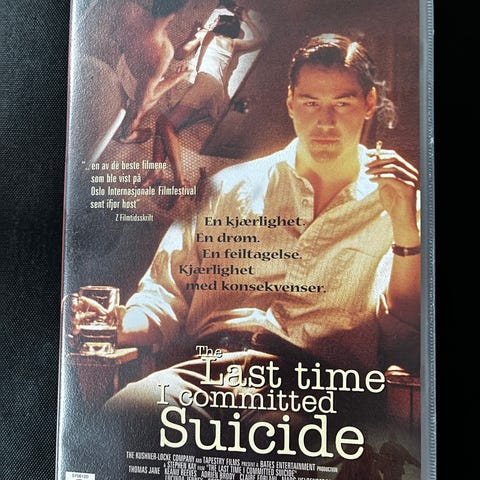 "...en av de beste filmene
som ble vist på
Oslo Internasjonale Filmfestival
sent ifjor høst"
Z Filmtidsskrift
En kjærlighet.
En drøm.
En feiltagelse.
Kjærlighet
med konsekvenser.
The
Last time
I committed
Suicide
THE KUSHNER-LOCKE COMPANY AND TAPESTRY FILMS PRESENT A BATES ENTERTAINMENT PRODUCTION
A STEPHEN KAY FILM "THE LAST TIME I COMMITTED SUICIDE"
THOMAS JANE KEANU REEVES ADRIEN BRODY CLAIRE FORLANI